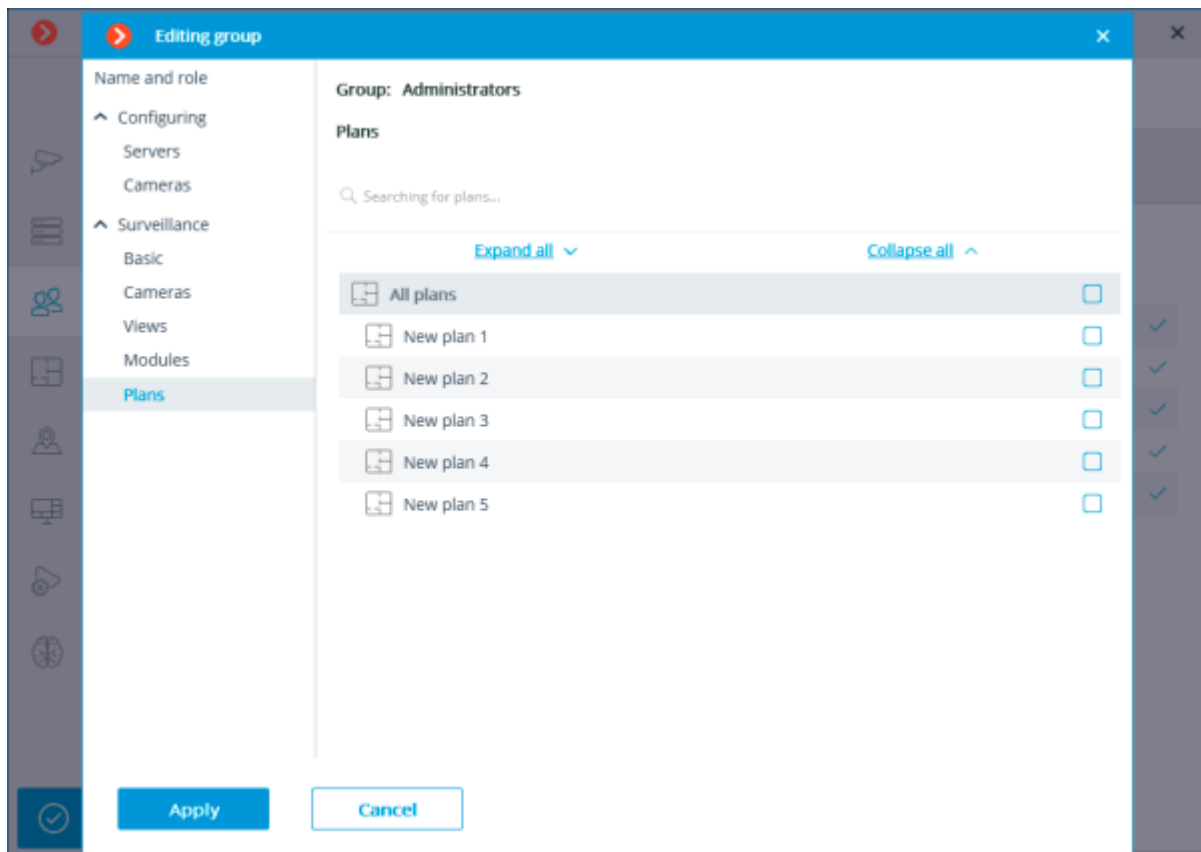 Editing group
Name and role
Configuring
Servers
Cameras
Surveillance
Basic
Cameras
Views
Modules
Plans
Group: Administrators
Plans
Searching for plans...
Expand all
Collapse all
All plans
New plan 1
New plan 2
New plan 3
New plan 4
New plan 5
Apply
Cancel